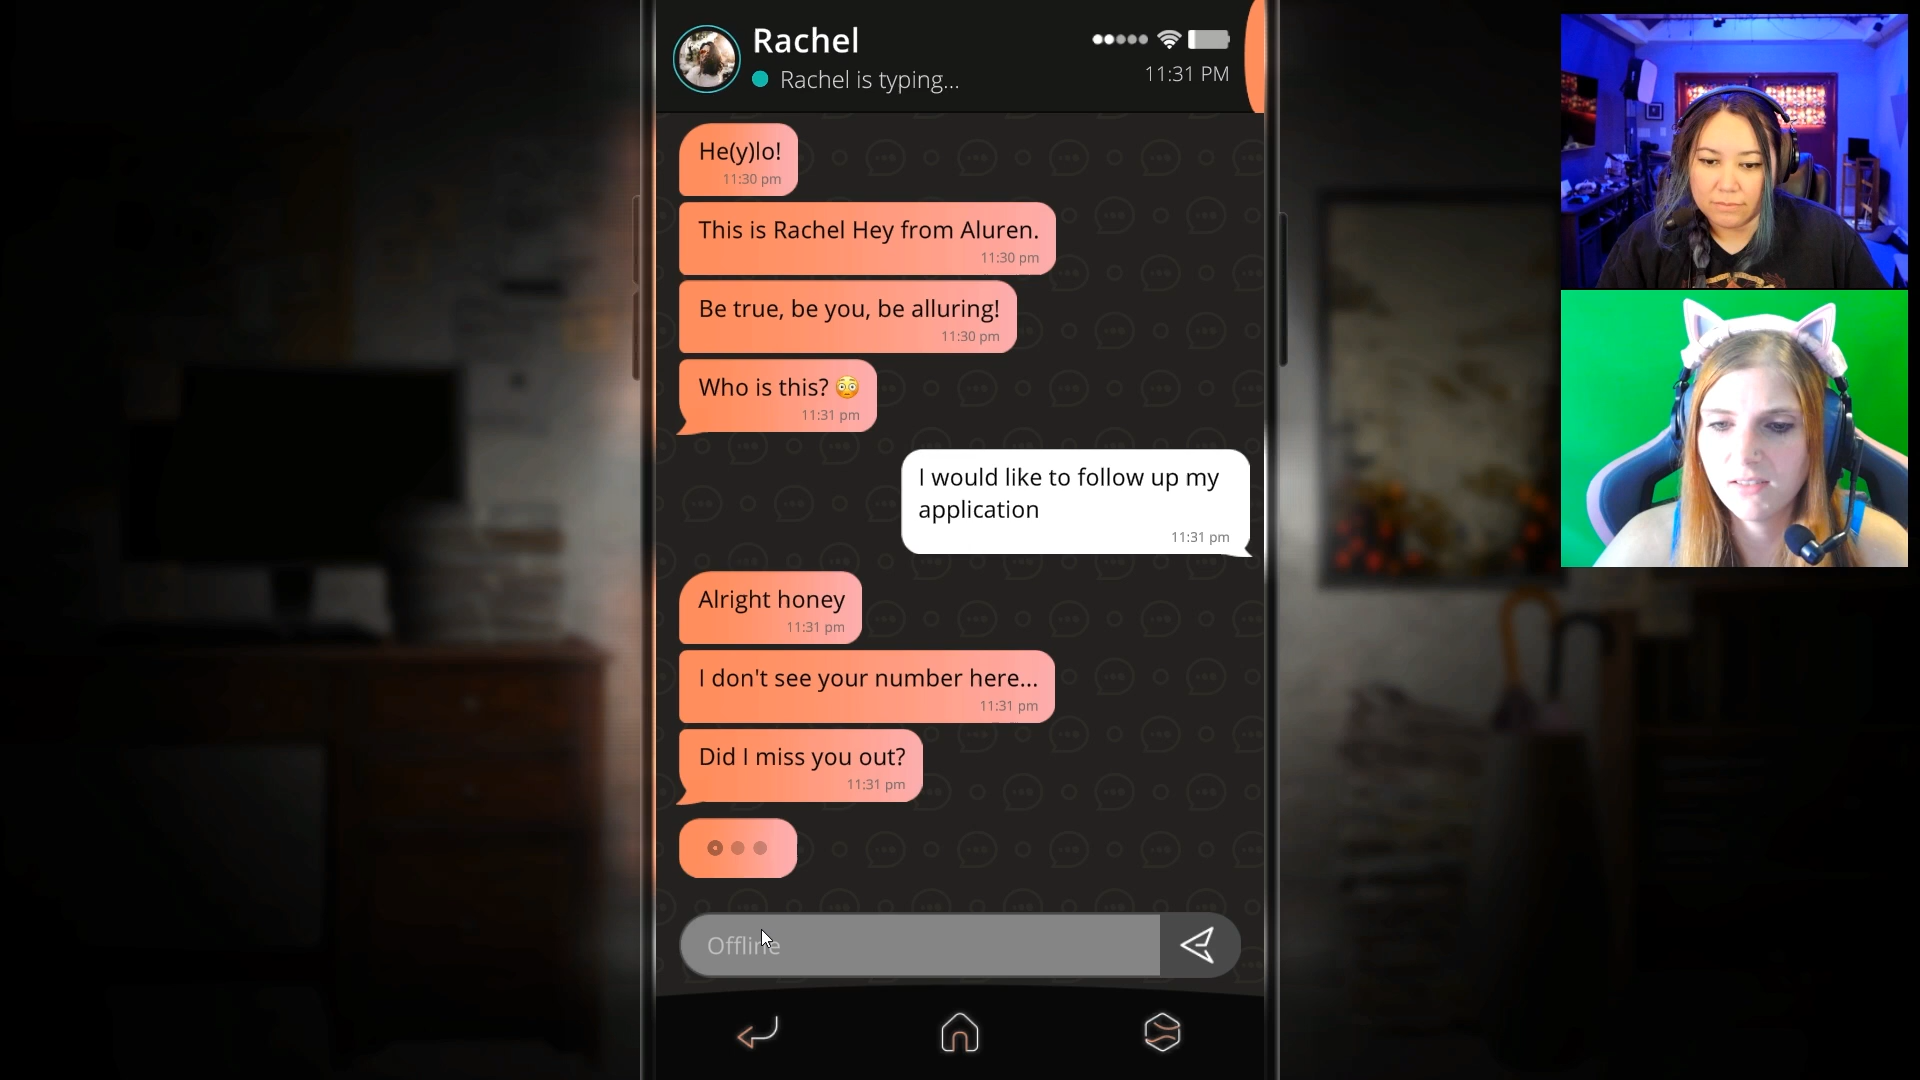 Rachel
Rachel is typing...
11:31 PM
He(y)lo!
11:30 pm
This is Rachel Hey from Aluren.
11:30 pm
Be true, be you, be alluring!
11:30 pm
Who is this? 😳
11:31 pm
I would like to follow up my
application
11:31 pm
Alright honey
11:31 pm
I don't see your number here...
11:31 pm
Did I miss you out?
11:31 pm
Offline